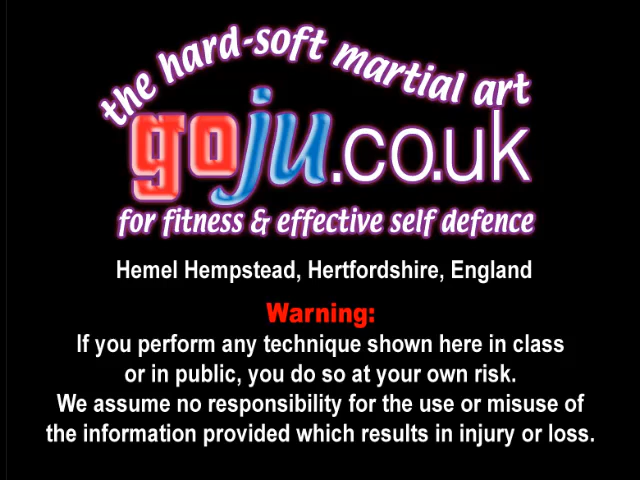 the hard-soft martial art
goju.co.uk
for fitness & effective self defence
Hemel Hempstead, Hertfordshire, England
Warning:
If you perform any technique shown here in class
or in public, you do so at your own risk.
We assume no responsibility for the use or misuse of
the information provided which results in injury or loss.